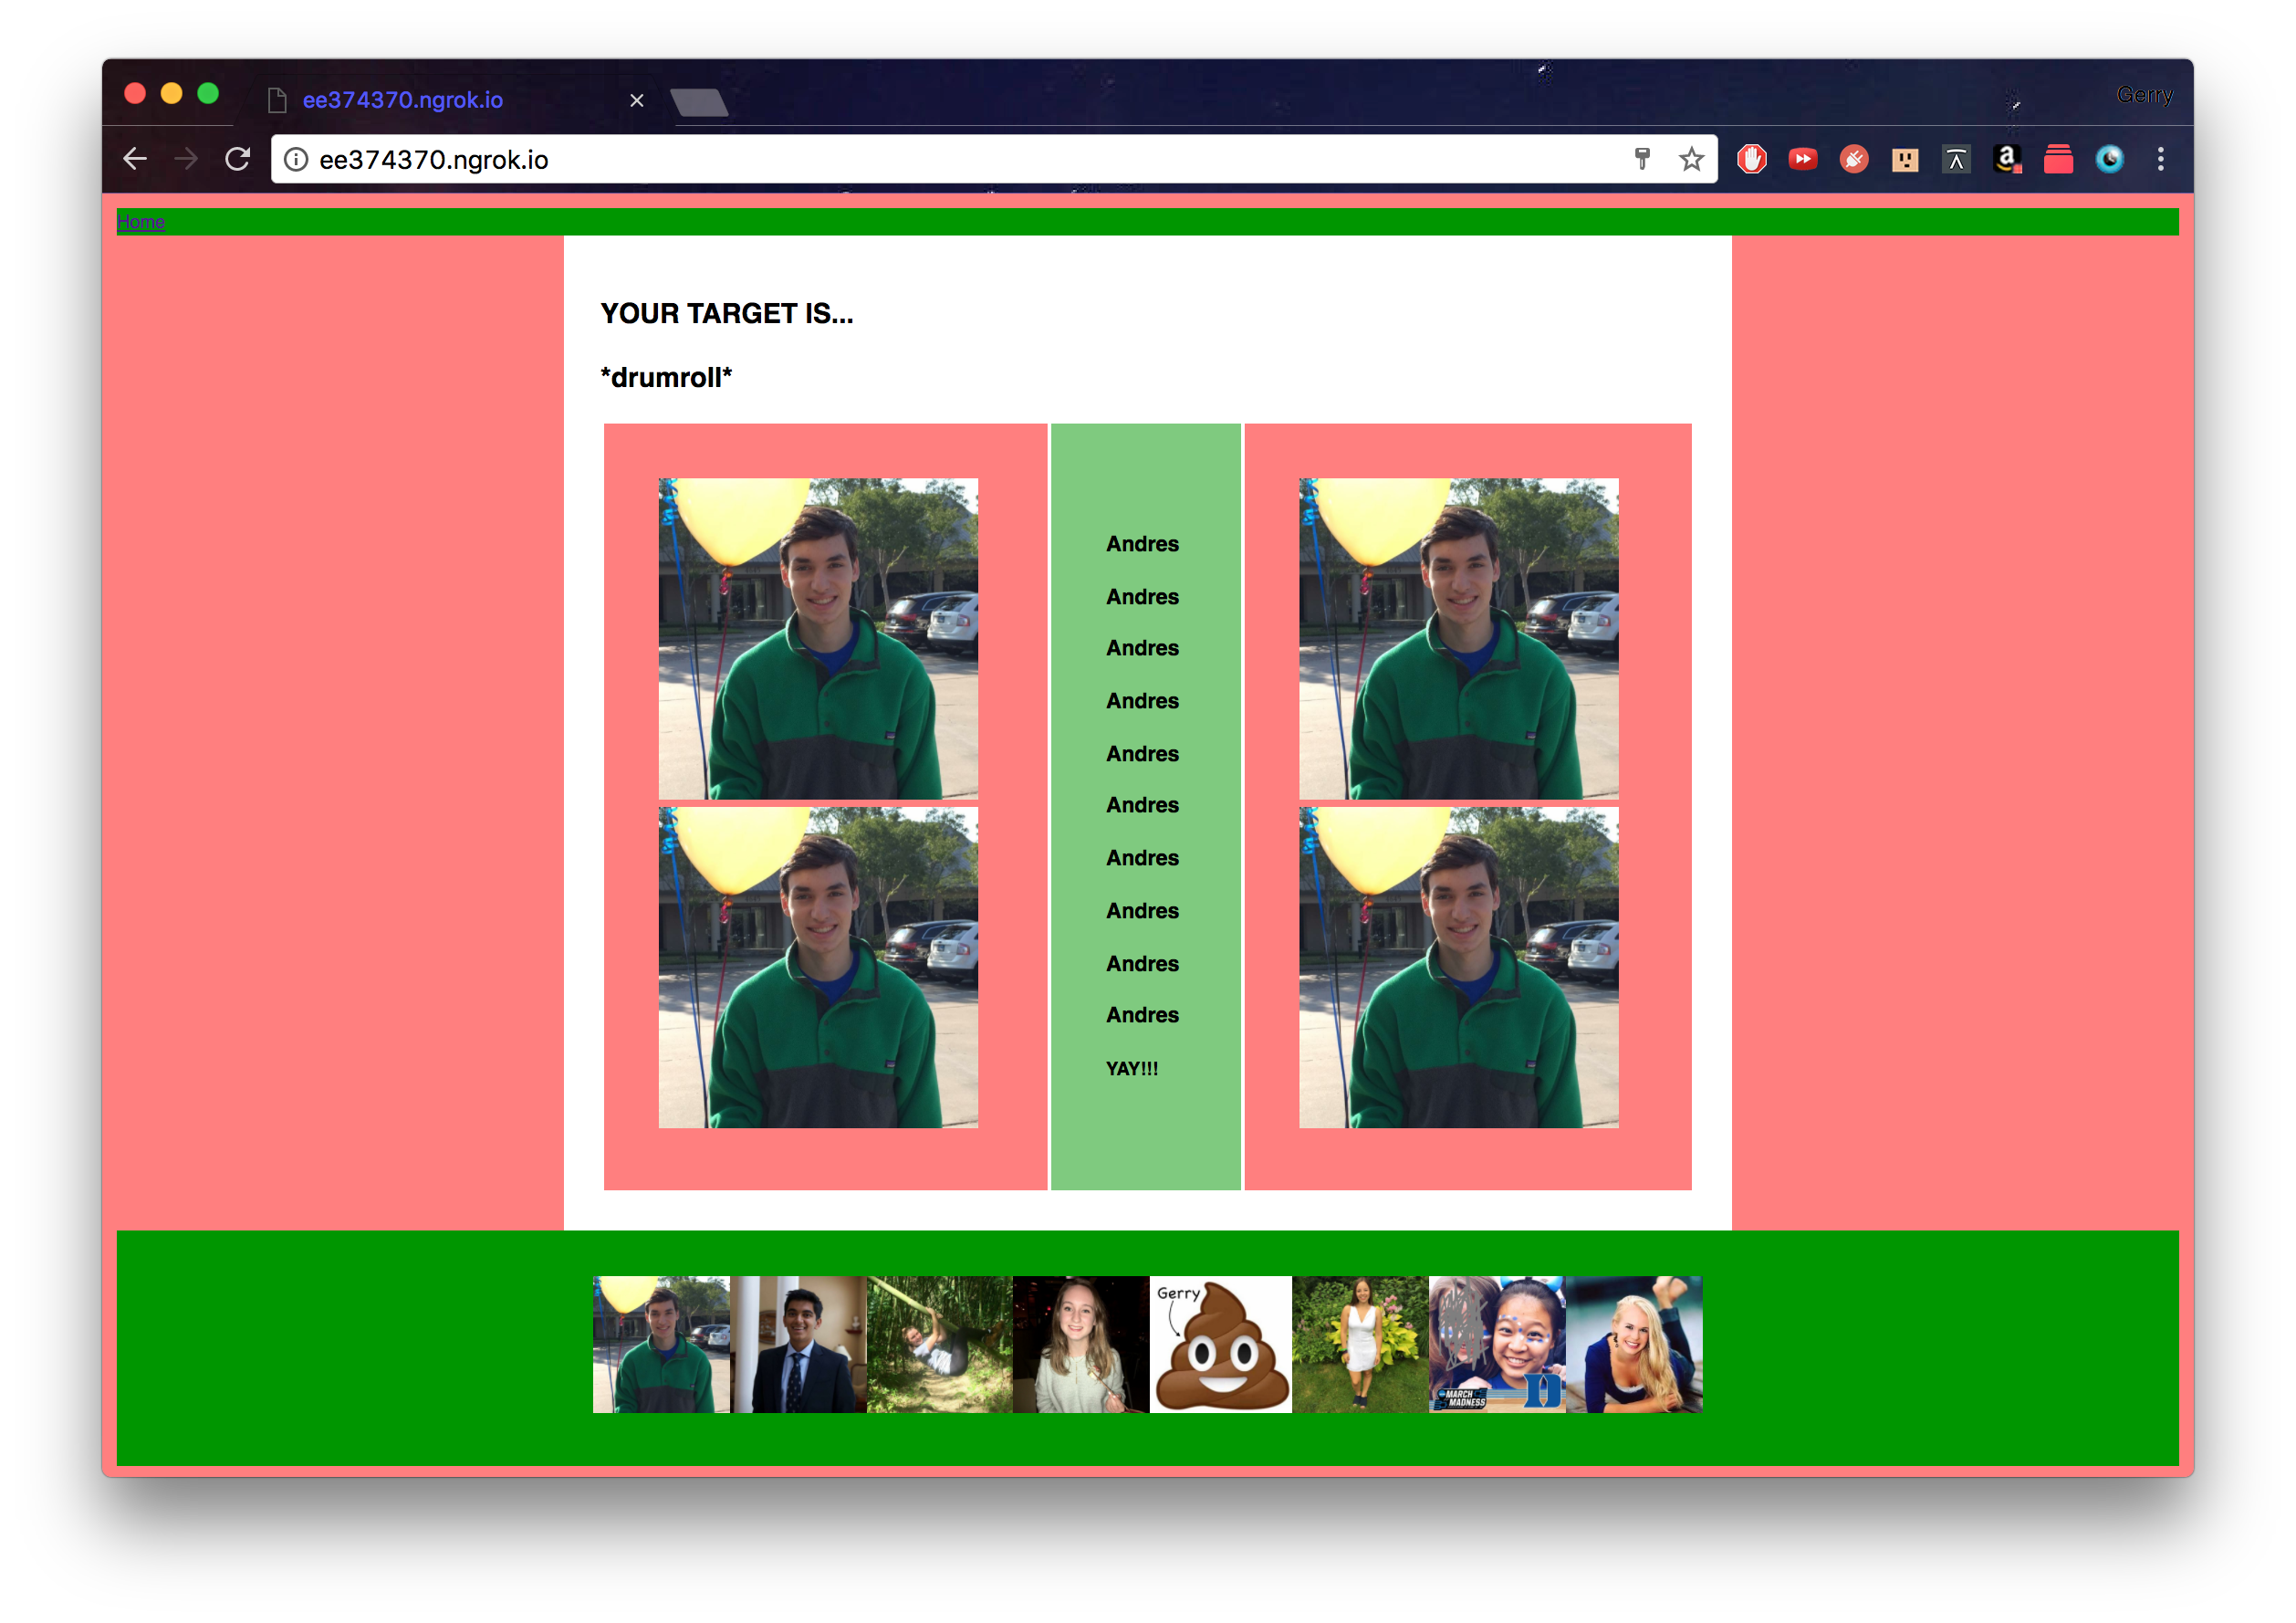 ee374370.ngrok.io
Gerry
ee374370.ngrok.io
Home
YOUR TARGET IS...
*drumroll*
Andres
Andres
Andres
Andres
Andres
Andres
Andres
Andres
Andres
Andres
YAY!!!
Gerry
MARCH
MADNESS
D